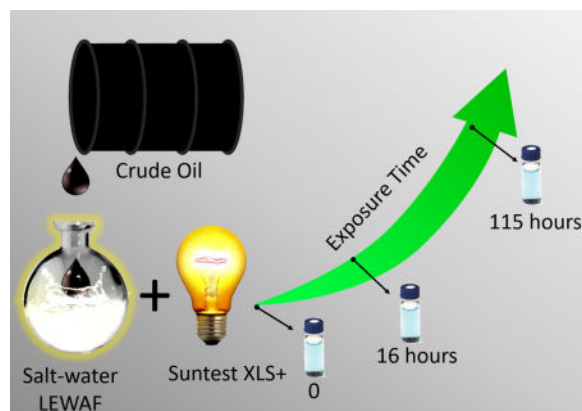 Crude Oil
Exposure Time
115 hours
16 hours
Salt-water
LEWAF
+
Suntest XLS+
0